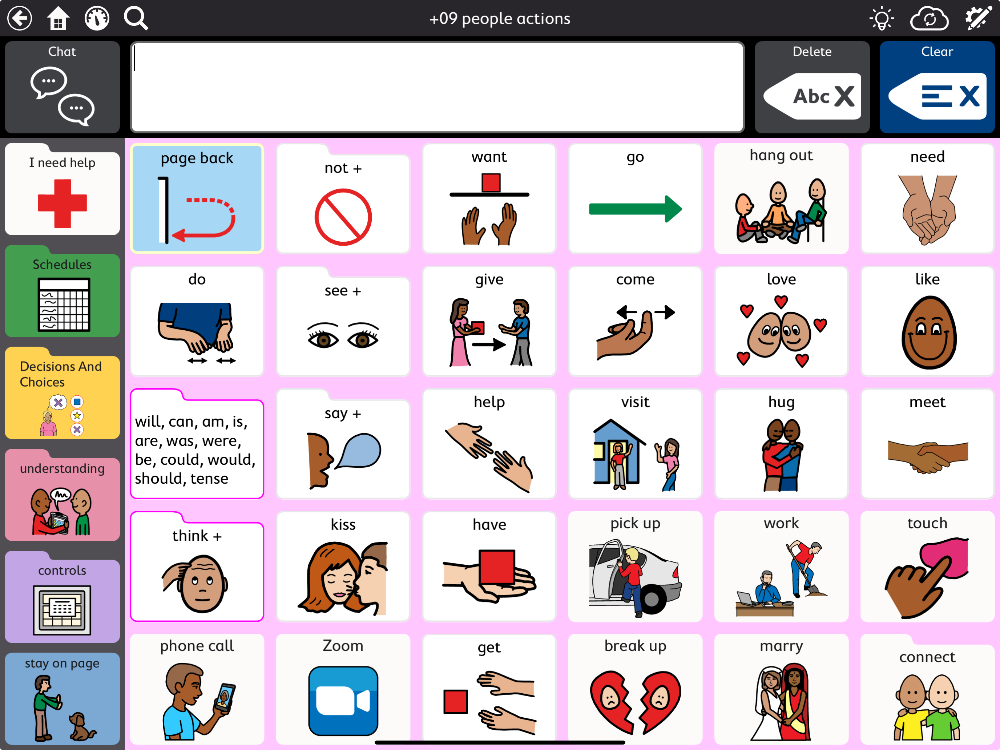 +09 people actions
Chat
Delete
Abc X
Clear
X
I need help
page back
not +
want
go
hang out
need
Schedules
do
see +
give
come
love
like
Decisions And
Choices
will, can, am, is,
are, was, were,
be, could, would,
should, tense
say +
help
visit
hug
meet
understanding
think +
kiss
have
pick up
work
touch
controls
stay on page
phone call
Zoom
get
break up
marry
connect